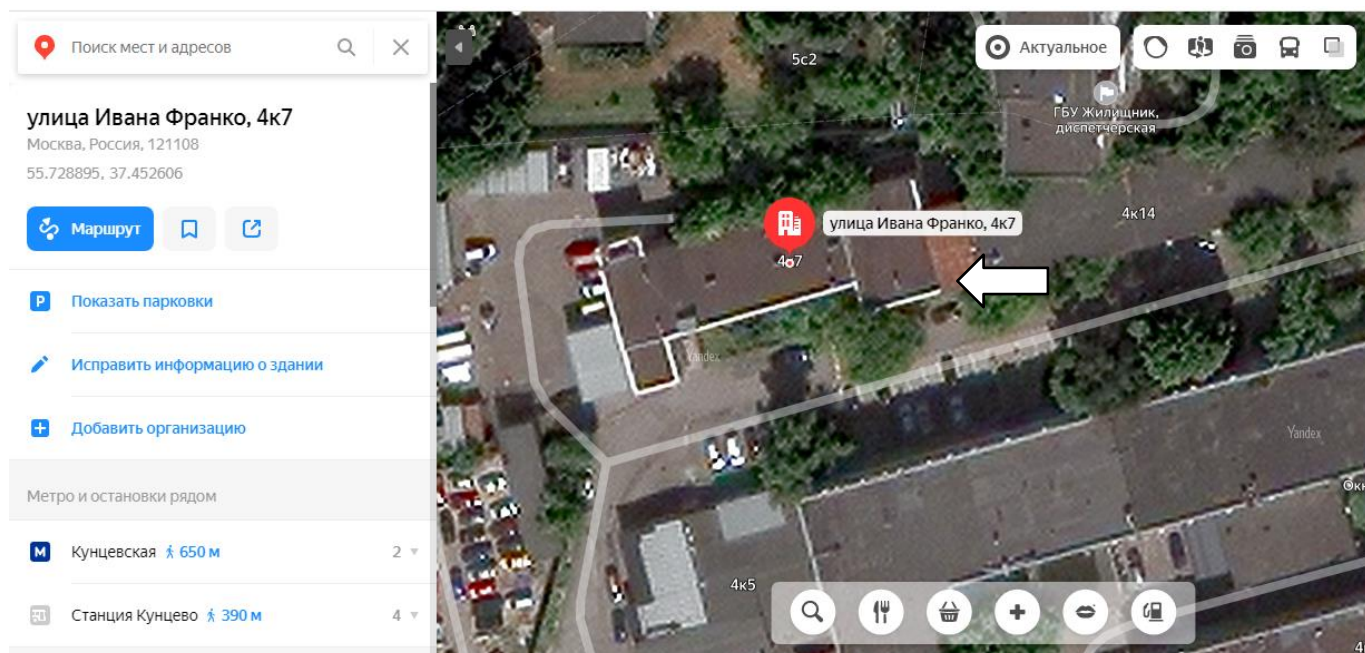 Поиск мест и адресов
улица Ивана Франко, 4к7
Москва, Россия, 121108
55.728895, 37.452606
Маршрут
P Показать парковки
Исправить информацию о здании
Добавить организацию
Метро и остановки рядом
М Кунцевская 650 м 2
Станция Кунцево 390 м 4
Актуальное
5с2
ГБУ Жилищник,
диспетчерская
4к14
улица Ивана Франко, 4к7
4к7
Yandex
Yandex
4к5